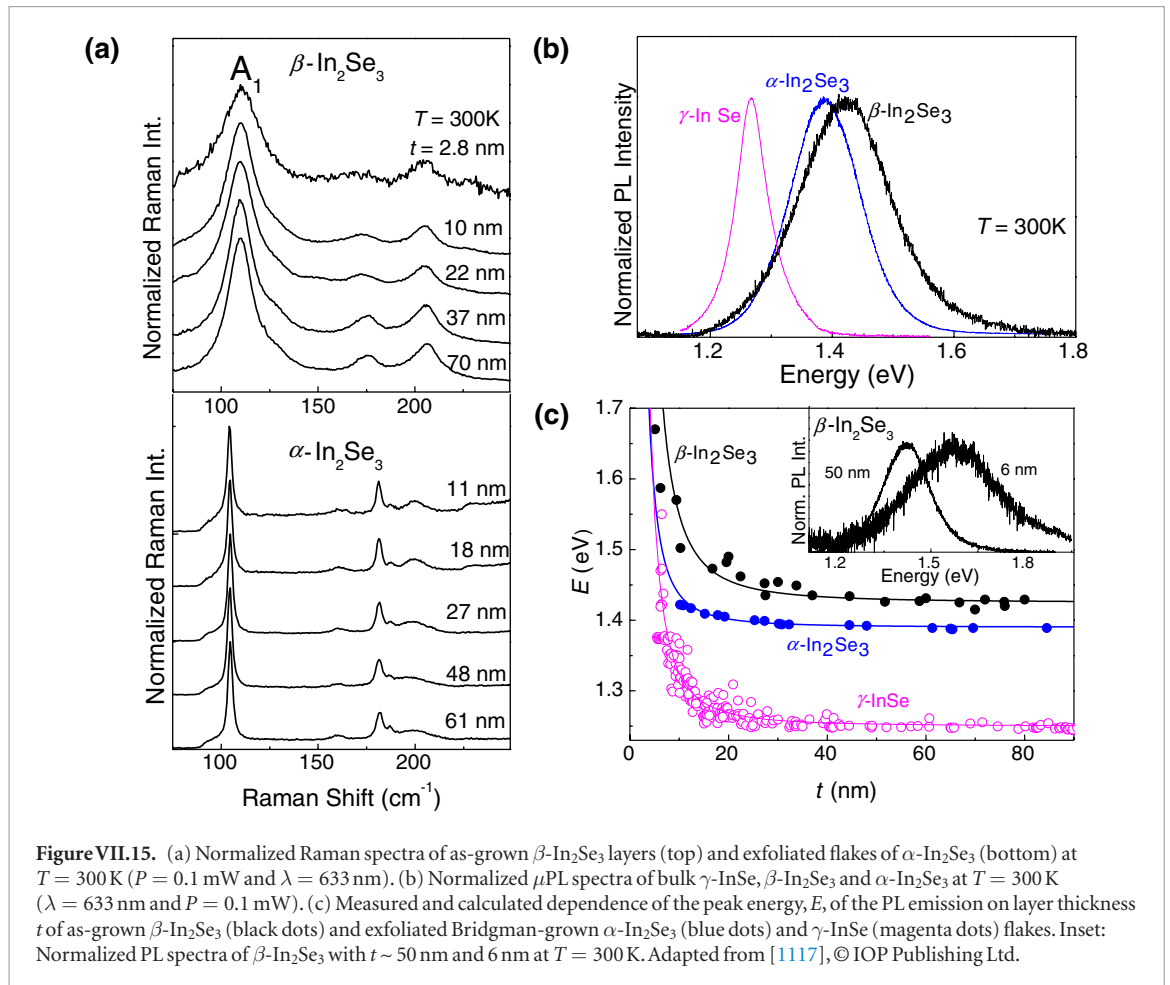 (a)
β-In₂Se₃
A₁
T = 300K
t = 2.8 nm
10 nm
22 nm
37 nm
70 nm
Normalized Raman Int.
100 150 200
α-In₂Se₃
11 nm
18 nm
27 nm
48 nm
61 nm
Normalized Raman Int.
100 150 200
Raman Shift (cm⁻¹)
(b)
α-In₂Se₃
β-In₂Se₃
γ-In Se
T = 300K
Normalized PL Intensity
1.2 1.4 1.6 1.8
Energy (eV)
(c)
1.7
1.6
1.5
1.4
1.3
E (eV)
β-In₂Se₃
α-In₂Se₃
γ-InSe
0 20 40 60 80
t (nm)
β-In₂Se₃
50 nm
6 nm
Norm. PL Int.
1.2 1.5 1.8
Energy (eV)
Figure VII.15. (a) Normalized Raman spectra of as-grown β-In₂Se₃ layers (top) and exfoliated flakes of α-In₂Se₃ (bottom) at
T = 300 K (P = 0.1 mW and λ = 633 nm). (b) Normalized μPL spectra of bulk γ-InSe, β-In₂Se₃ and α-In₂Se₃ at T = 300 K
(λ = 633 nm and P = 0.1 mW). (c) Measured and calculated dependence of the peak energy, E, of the PL emission on layer thickness
t of as-grown β-In₂Se₃ (black dots) and exfoliated Bridgman-grown α-In₂Se₃ (blue dots) and γ-InSe (magenta dots) flakes. Inset:
Normalized PL spectra of β-In₂Se₃ with t ~ 50 nm and 6 nm at T = 300 K. Adapted from [1117], © IOP Publishing Ltd.